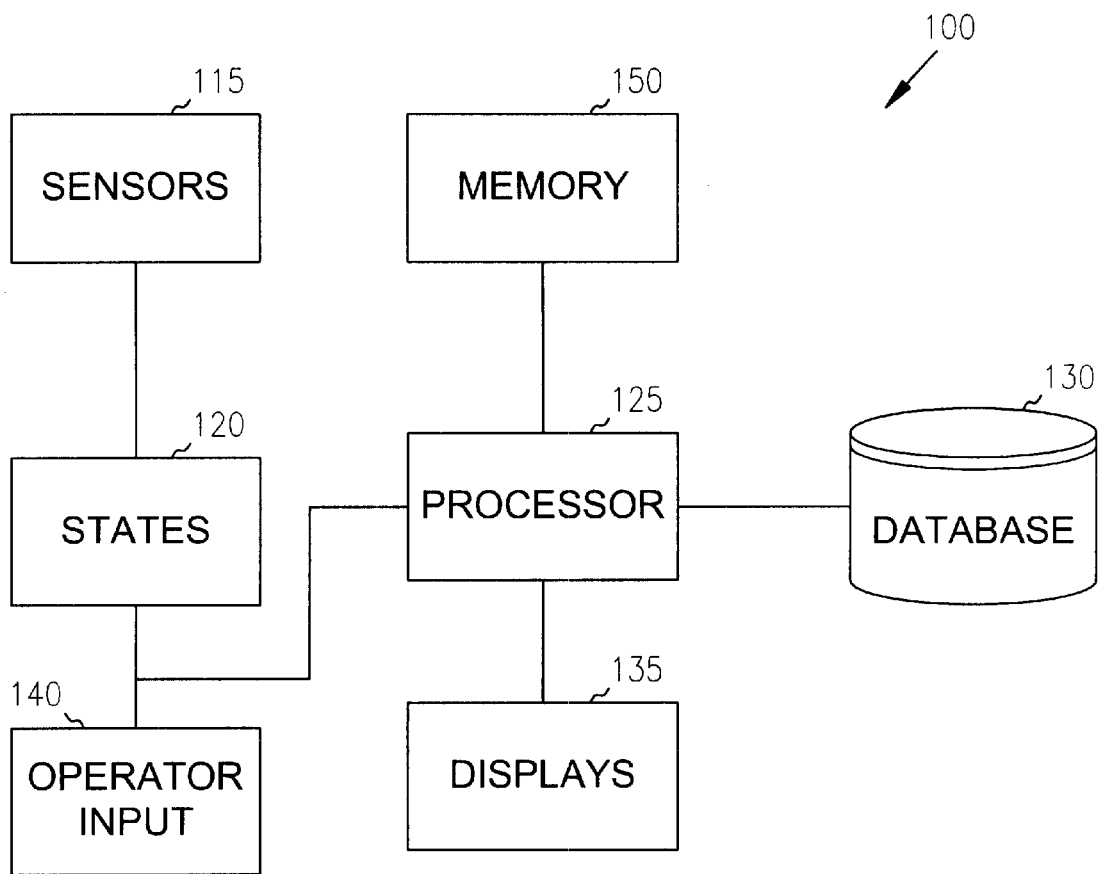 100
115
SENSORS
150
MEMORY
120
STATES
125
PROCESSOR
130
DATABASE
140
OPERATOR
INPUT
135
DISPLAYS